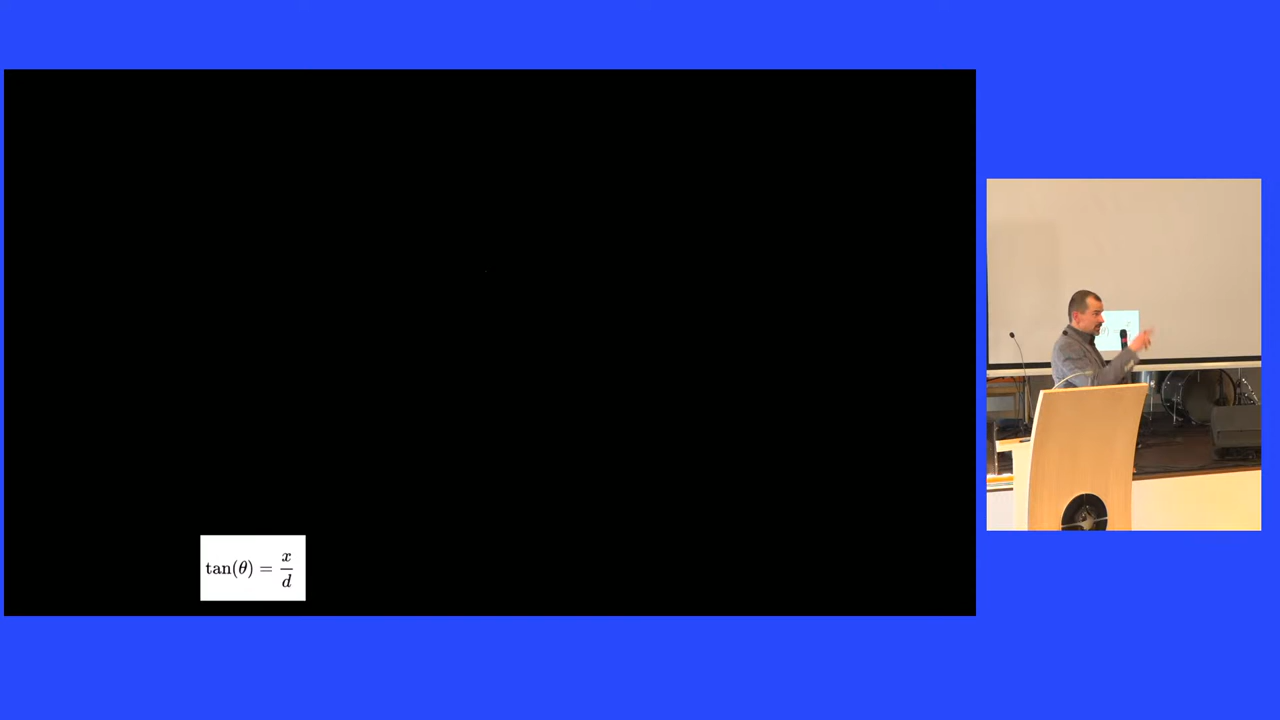 tan(θ) = x/d